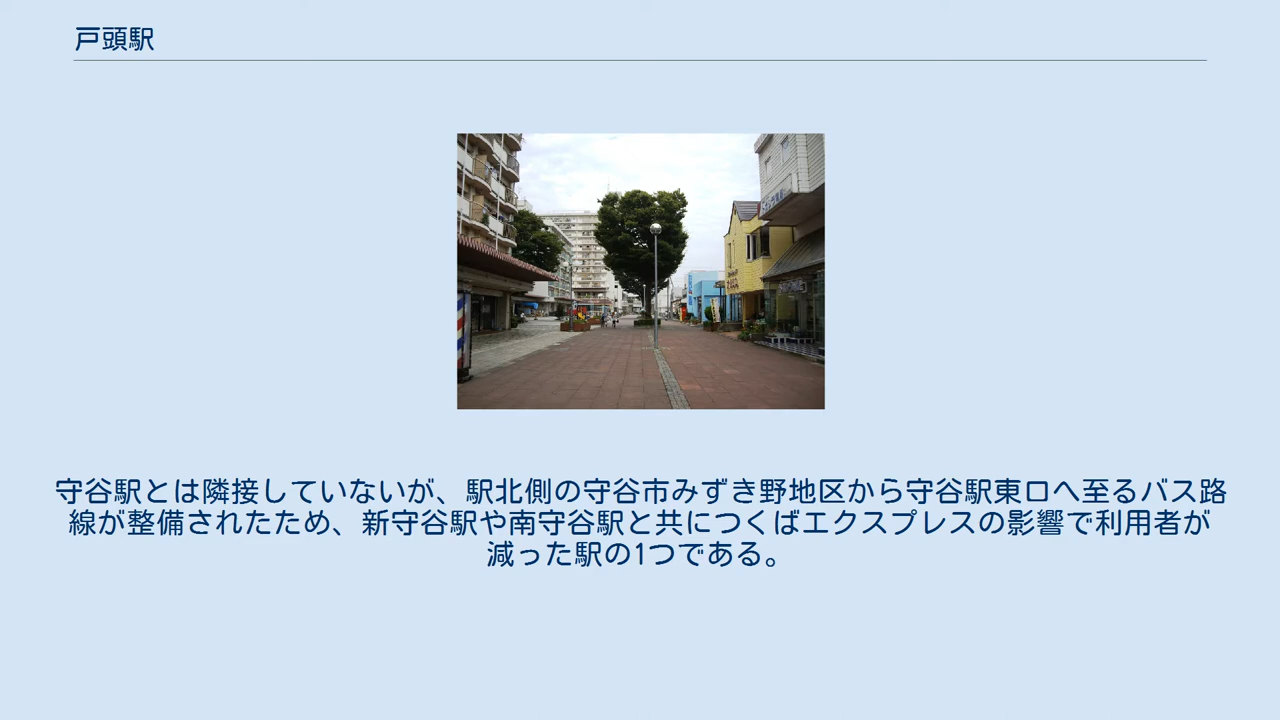 戸頭駅
守谷駅とは隣接していないが、駅北側の守谷市みずき野地区から守谷駅東口へ至るバス路
線が整備されたため、新守谷駅や南守谷駅と共につくばエクスプレスの影響で利用者が
減った駅の1つである。